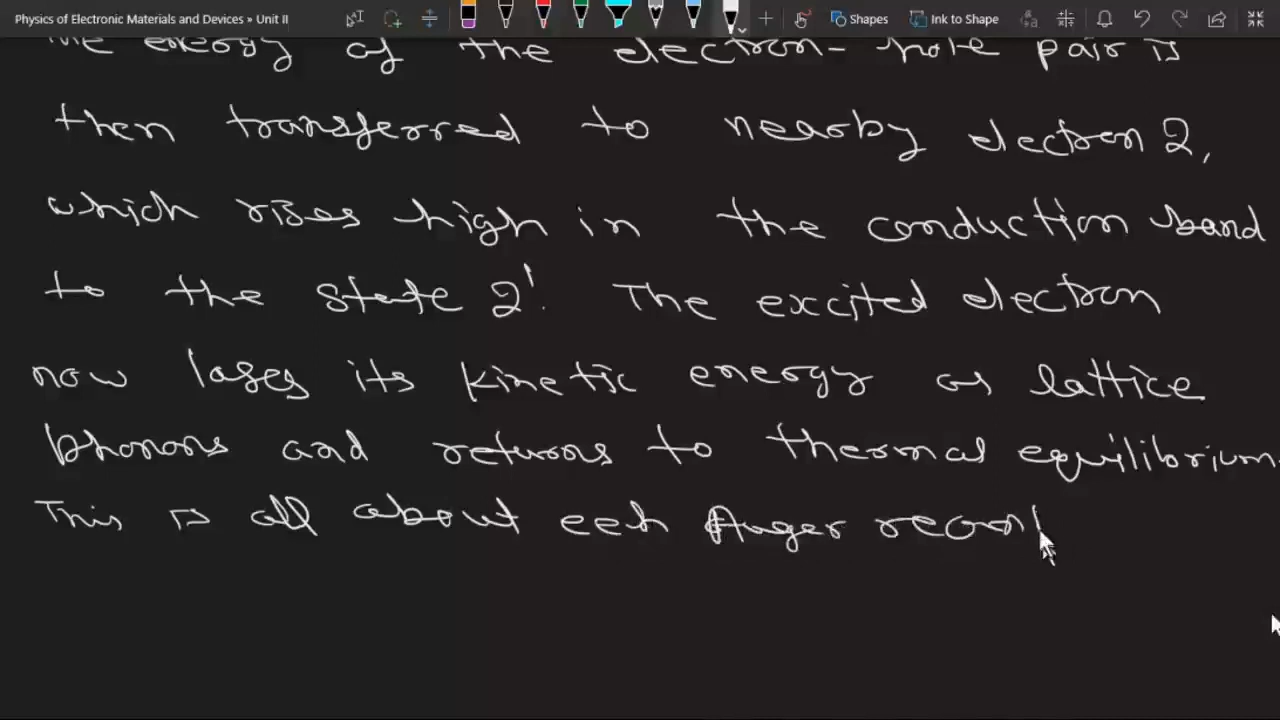 Physics of Electronic Materials and Devices » Unit II
Shapes
Ink to Shape
The energy of the electron-hole pair is
then transferred to nearby electron 2,
which rises high in the conduction band
to the state 2'. The excited electron
now loses its kinetic energy as lattice
phonons and returns to thermal equilibrium.
This is all about eeh Auger recom